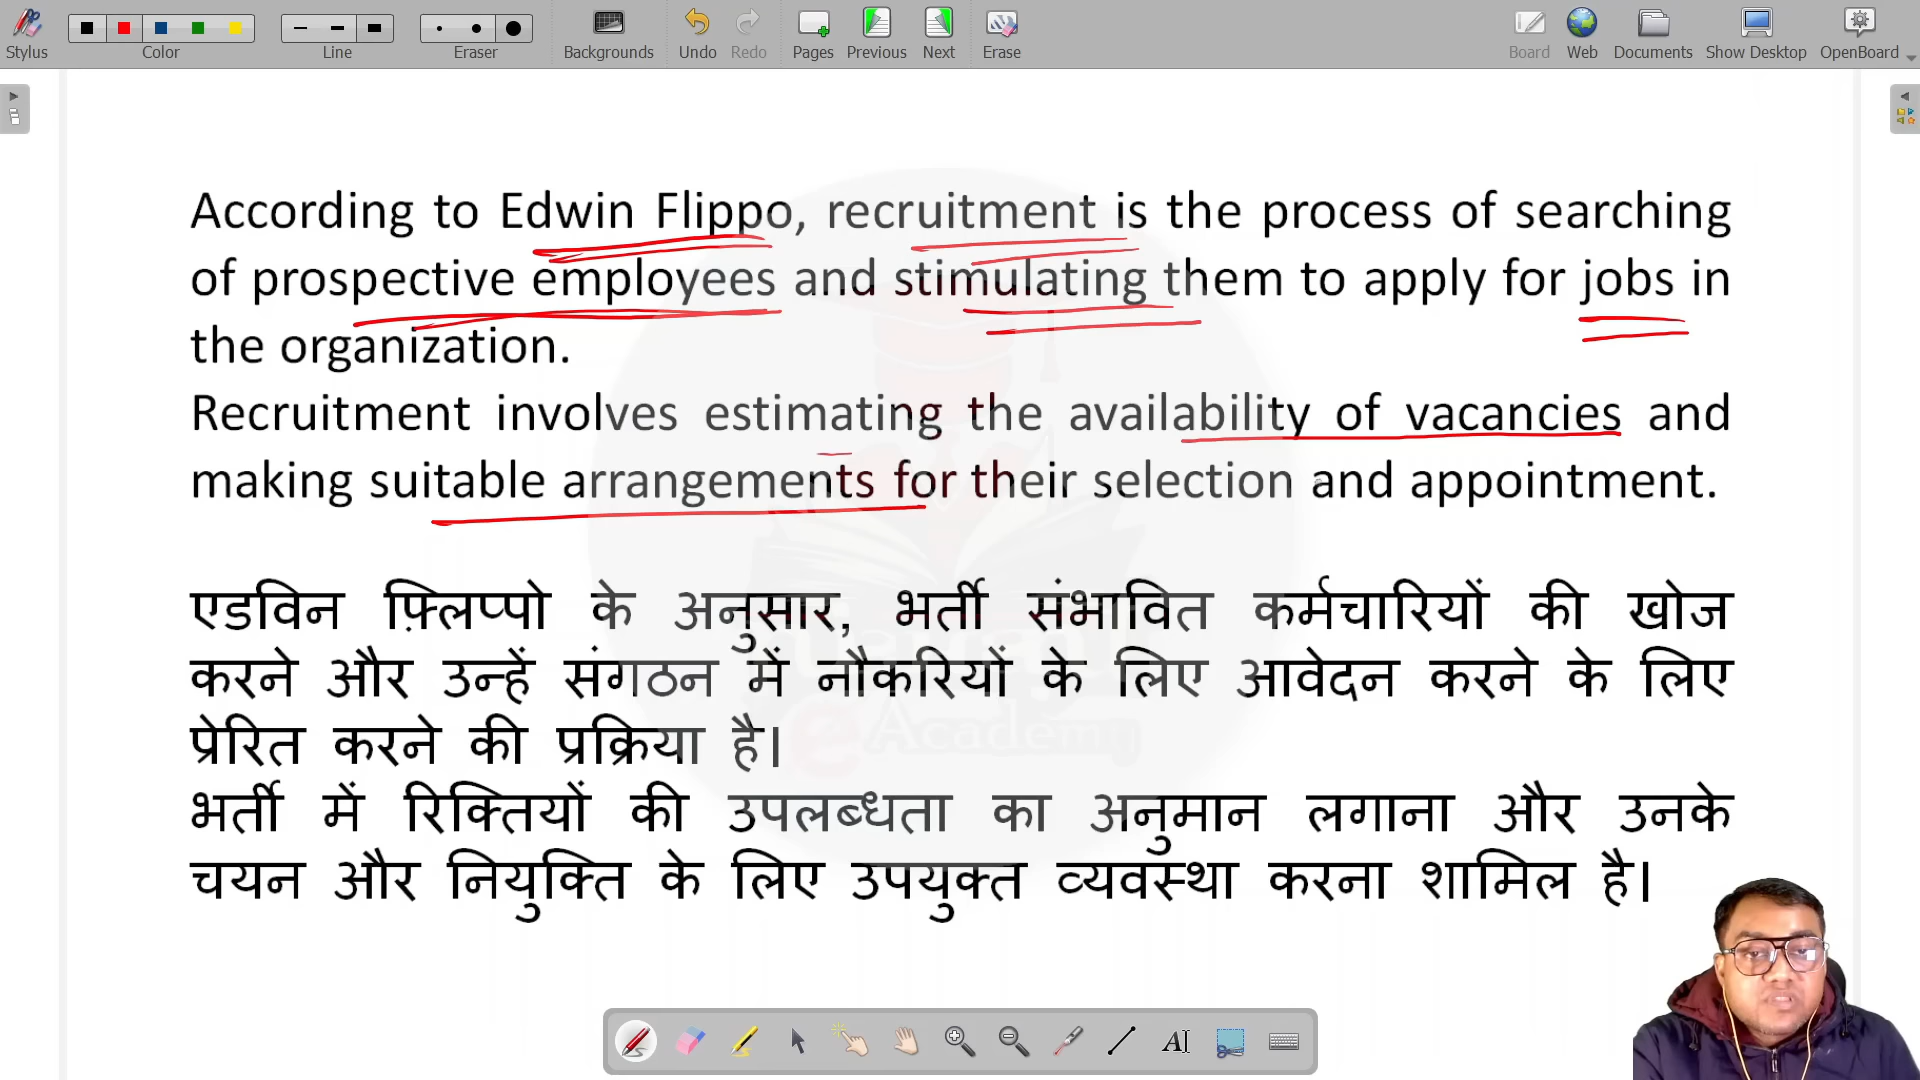 Stylus
Color
Line
Eraser
Backgrounds
Undo
Redo
Pages
Previous
Next
Erase
Board
Web
Documents
Show Desktop
OpenBoard
According to Edwin Flippo, recruitment is the process of searching
of prospective employees and stimulating them to apply for jobs in
the organization.
Recruitment involves estimating the availability of vacancies and
making suitable arrangements for their selection and appointment.
एडविन फ़्लिप्पो के अनुसार, भर्ती संभावित कर्मचारियों की खोज
करने और उन्हें संगठन में नौकरियों के लिए आवेदन करने के लिए
प्रेरित करने की प्रक्रिया है।
भर्ती में रिक्तियों की उपलब्धता का अनुमान लगाना और उनके
चयन और नियुक्ति के लिए उपयुक्त व्यवस्था करना शामिल है।
Academy